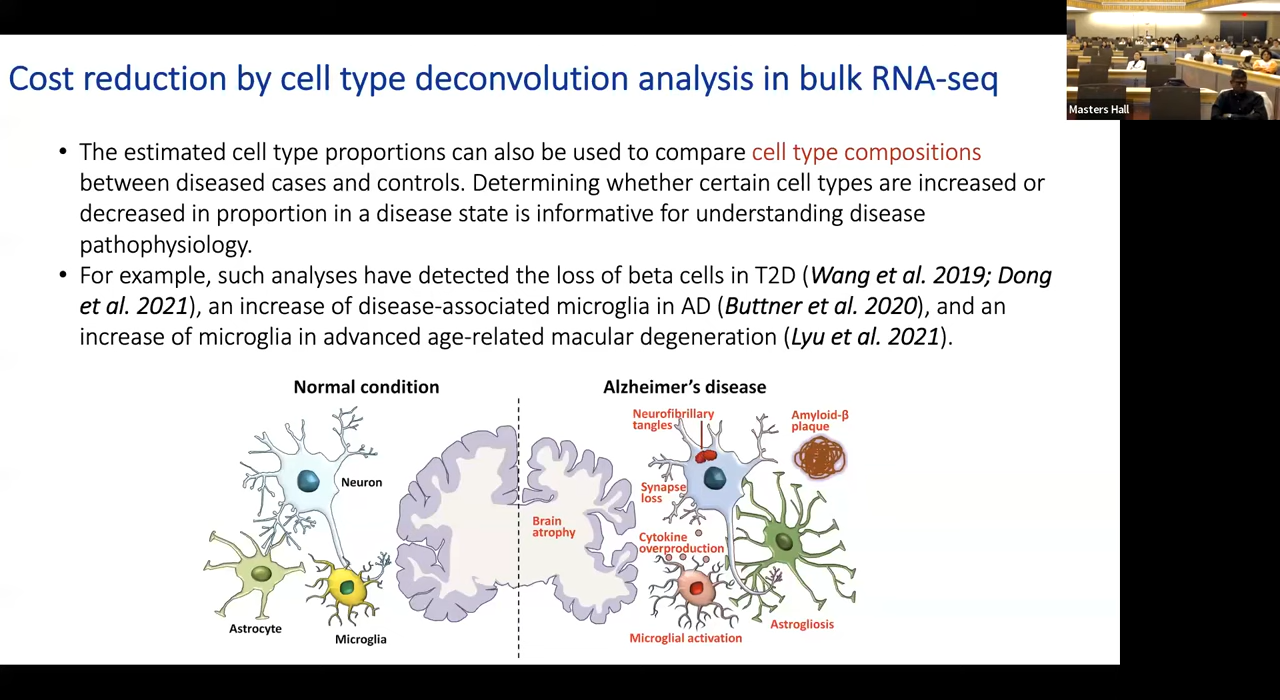 Cost reduction by cell type deconvolution analysis in bulk RNA-seq
Masters Hall
• The estimated cell type proportions can also be used to compare cell type compositions
between diseased cases and controls. Determining whether certain cell types are increased or
decreased in proportion in a disease state is informative for understanding disease
pathophysiology.
• For example, such analyses have detected the loss of beta cells in T2D (Wang et al. 2019; Dong
et al. 2021), an increase of disease-associated microglia in AD (Buttner et al. 2020), and an
increase of microglia in advanced age-related macular degeneration (Lyu et al. 2021).
Normal condition
Neuron
Astrocyte
Microglia
Alzheimer's disease
Brain
atrophy
Neurofibrillary
tangles
Amyloid-β
plaque
Synapse
loss
Cytokine
overproduction
Microglial activation
Astrogliosis